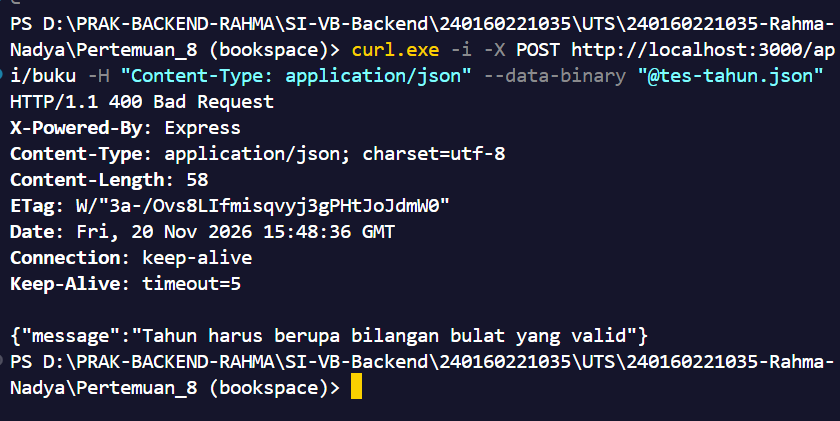 PS D:\PRAK-BACKEND-RAHMA\SI-VB-Backend\240160221035\UTS\240160221035-Rahma-
Nadya\Pertemuan_8 (bookspace)> curl.exe -i -X POST http://localhost:3000/ap
i/buku -H "Content-Type: application/json" --data-binary "@tes-tahun.json"
HTTP/1.1 400 Bad Request
X-Powered-By: Express
Content-Type: application/json; charset=utf-8
Content-Length: 58
ETag: W/"3a-/Ovs8LIfmisqvyj3gPHtJoJdmW0"
Date: Fri, 20 Nov 2026 15:48:36 GMT
Connection: keep-alive
Keep-Alive: timeout=5
{"message":"Tahun harus berupa bilangan bulat yang valid"}
PS D:\PRAK-BACKEND-RAHMA\SI-VB-Backend\240160221035\UTS\240160221035-Rahma-
Nadya\Pertemuan_8 (bookspace)>